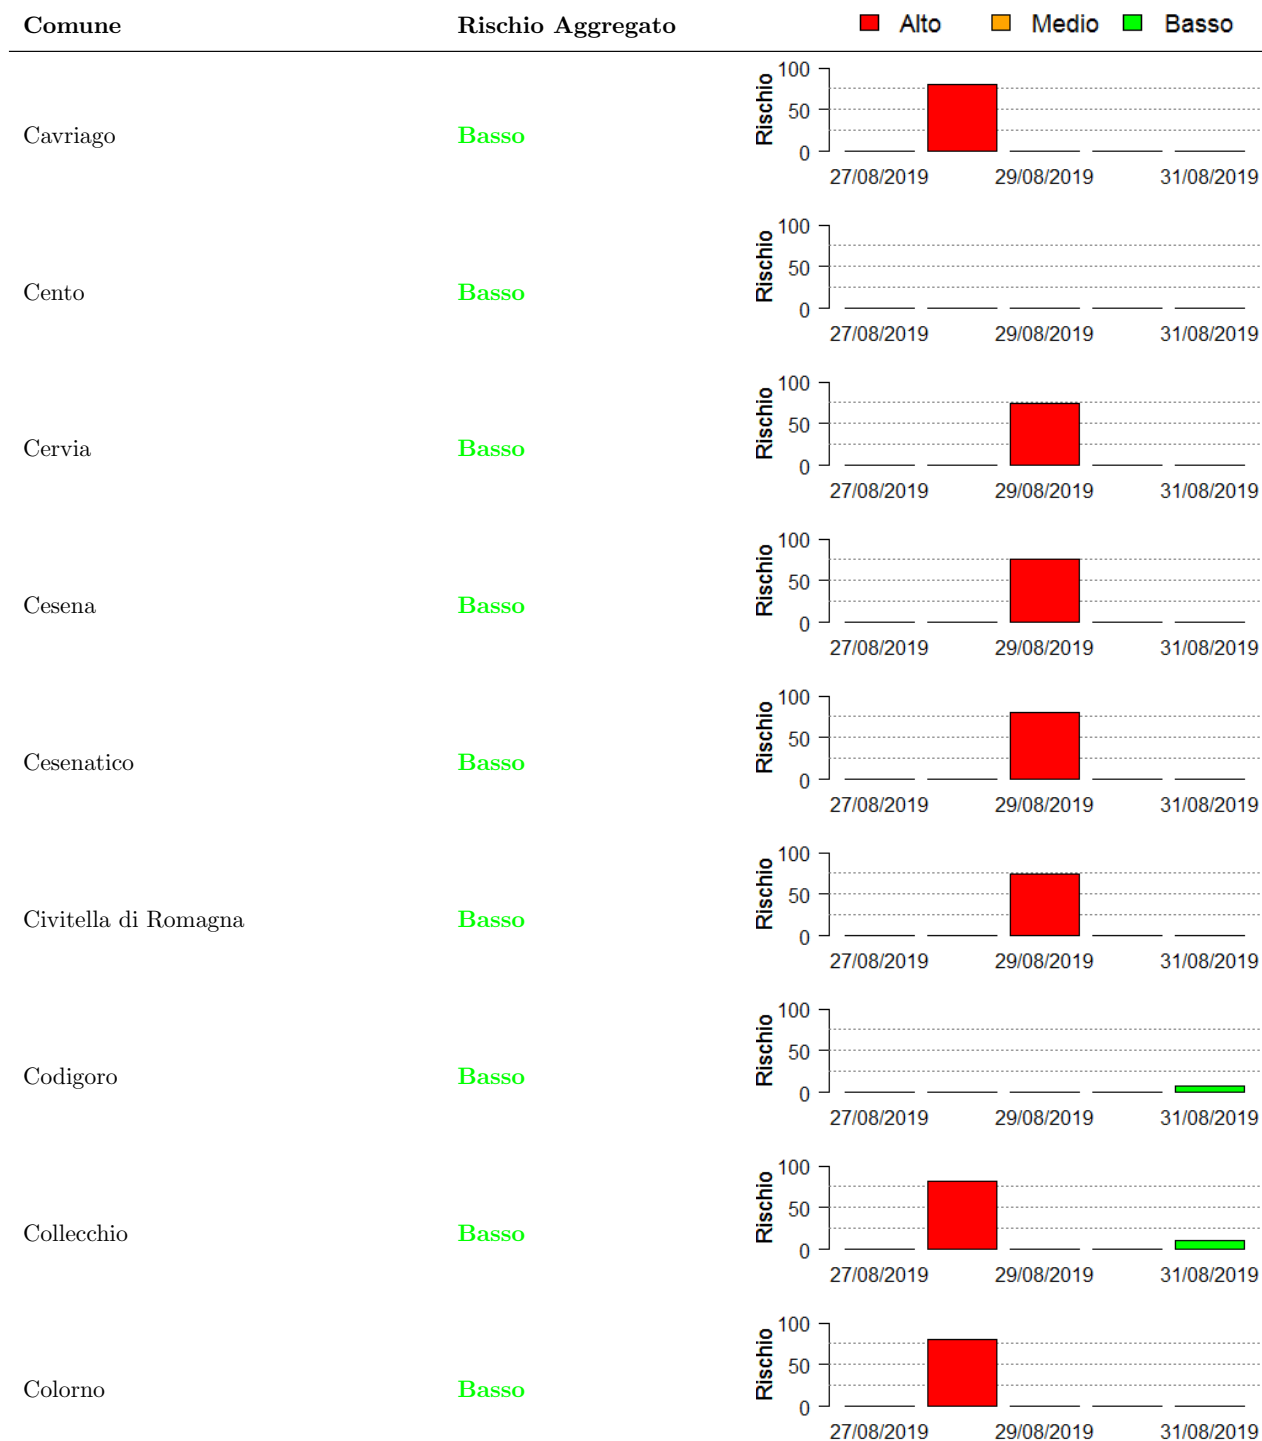 Comune Rischio Aggregato Alto Medio Basso
100
50
0
Rischio
Cavriago Basso
27/08/2019 29/08/2019 31/08/2019
100
50
0
Rischio
Cento Basso
27/08/2019 29/08/2019 31/08/2019
100
50
0
Rischio
Cervia Basso
27/08/2019 29/08/2019 31/08/2019
100
50
0
Rischio
Cesena Basso
27/08/2019 29/08/2019 31/08/2019
100
50
0
Rischio
Cesenatico Basso
27/08/2019 29/08/2019 31/08/2019
100
50
0
Rischio
Civitella di Romagna Basso
27/08/2019 29/08/2019 31/08/2019
100
50
0
Rischio
Codigoro Basso
27/08/2019 29/08/2019 31/08/2019
100
50
0
Rischio
Collecchio Basso
27/08/2019 29/08/2019 31/08/2019
100
50
0
Rischio
Colorno Basso
27/08/2019 29/08/2019 31/08/2019